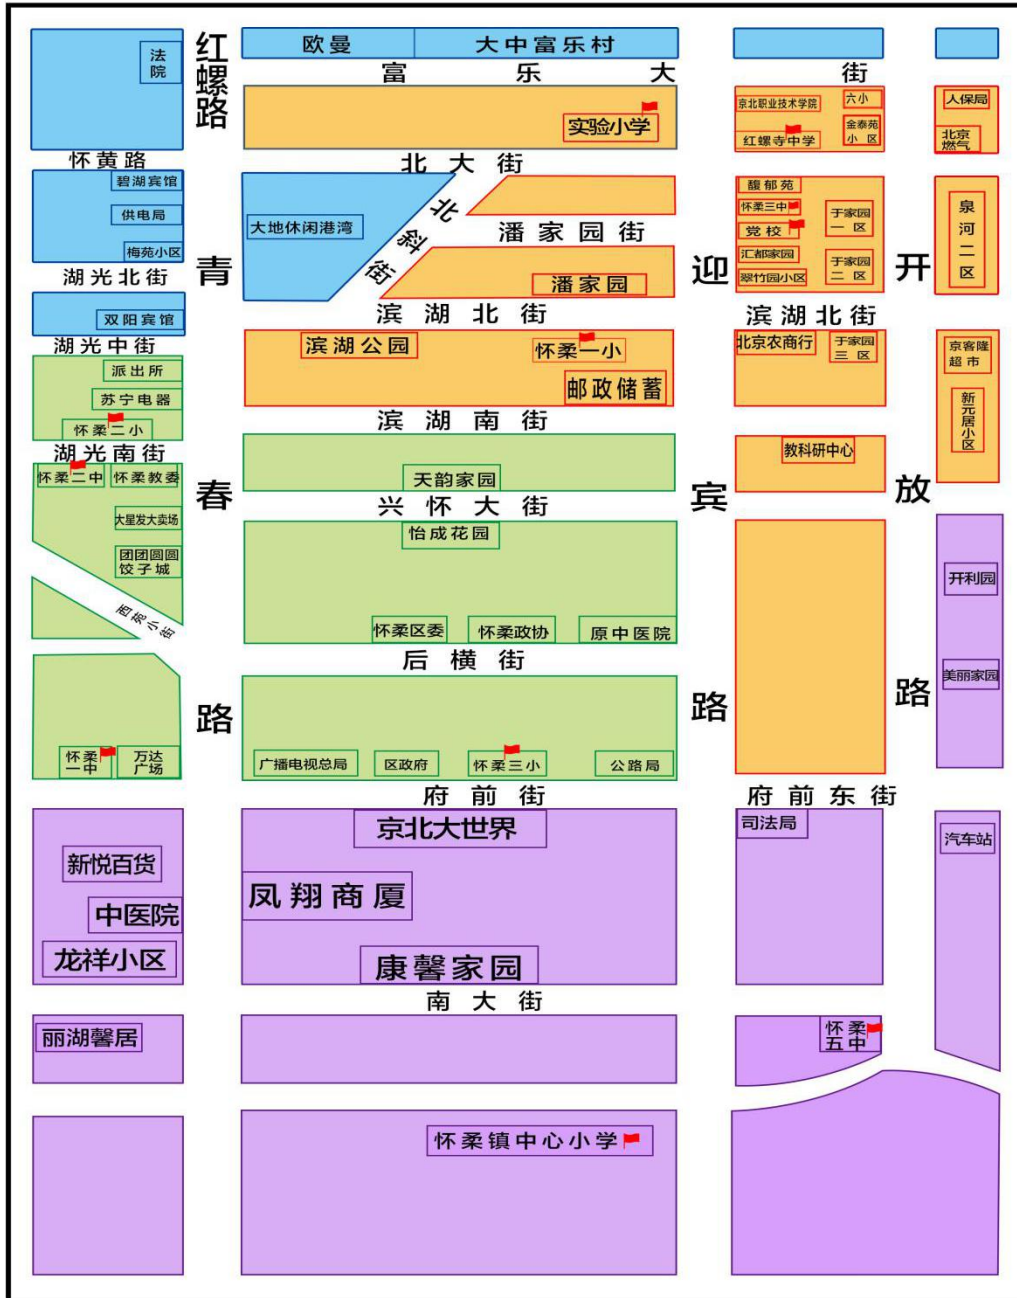 欧曼
大中富乐村
法
院
红螺路
富乐大街
实验小学
京北职业技术学院
六小
红螺寺中学
金泰苑
小区
人保局
北京
燃气
怀黄路
北大街
碧湖宾馆
供电局
梅苑小区
大地休闲港湾
北斜街
潘家园街
潘家园
馥郁苑
怀柔三中
党校
汇都家园
翠竹园小区
于家园
一区
于家园
二区
泉河二区
湖光北街
青春路
迎宾路
开放路
滨湖北街
滨湖北街
双阳宾馆
湖光中街
滨湖公园
怀柔一小
邮政储蓄
北京农商行
于家园
三区
京客隆
超市
新元居小区
派出所
苏宁电器
怀柔二小
滨湖南街
湖光南街
怀柔二中
怀柔教委
大星发大卖场
团团圆圆
饺子城
天韵家园
教科研中心
兴怀大街
怡成花园
怀柔区委
怀柔政协
原中医院
开利园
美丽家园
西苑小街
后横街
怀柔
一中
万达
广场
广播电视总局
区政府
怀柔三小
公路局
府前街
府前东街
京北大世界
司法局
汽车站
新悦百货
中医院
龙祥小区
凤翔商厦
康馨家园
南大街
丽湖馨居
怀柔
五中
怀柔镇中心小学